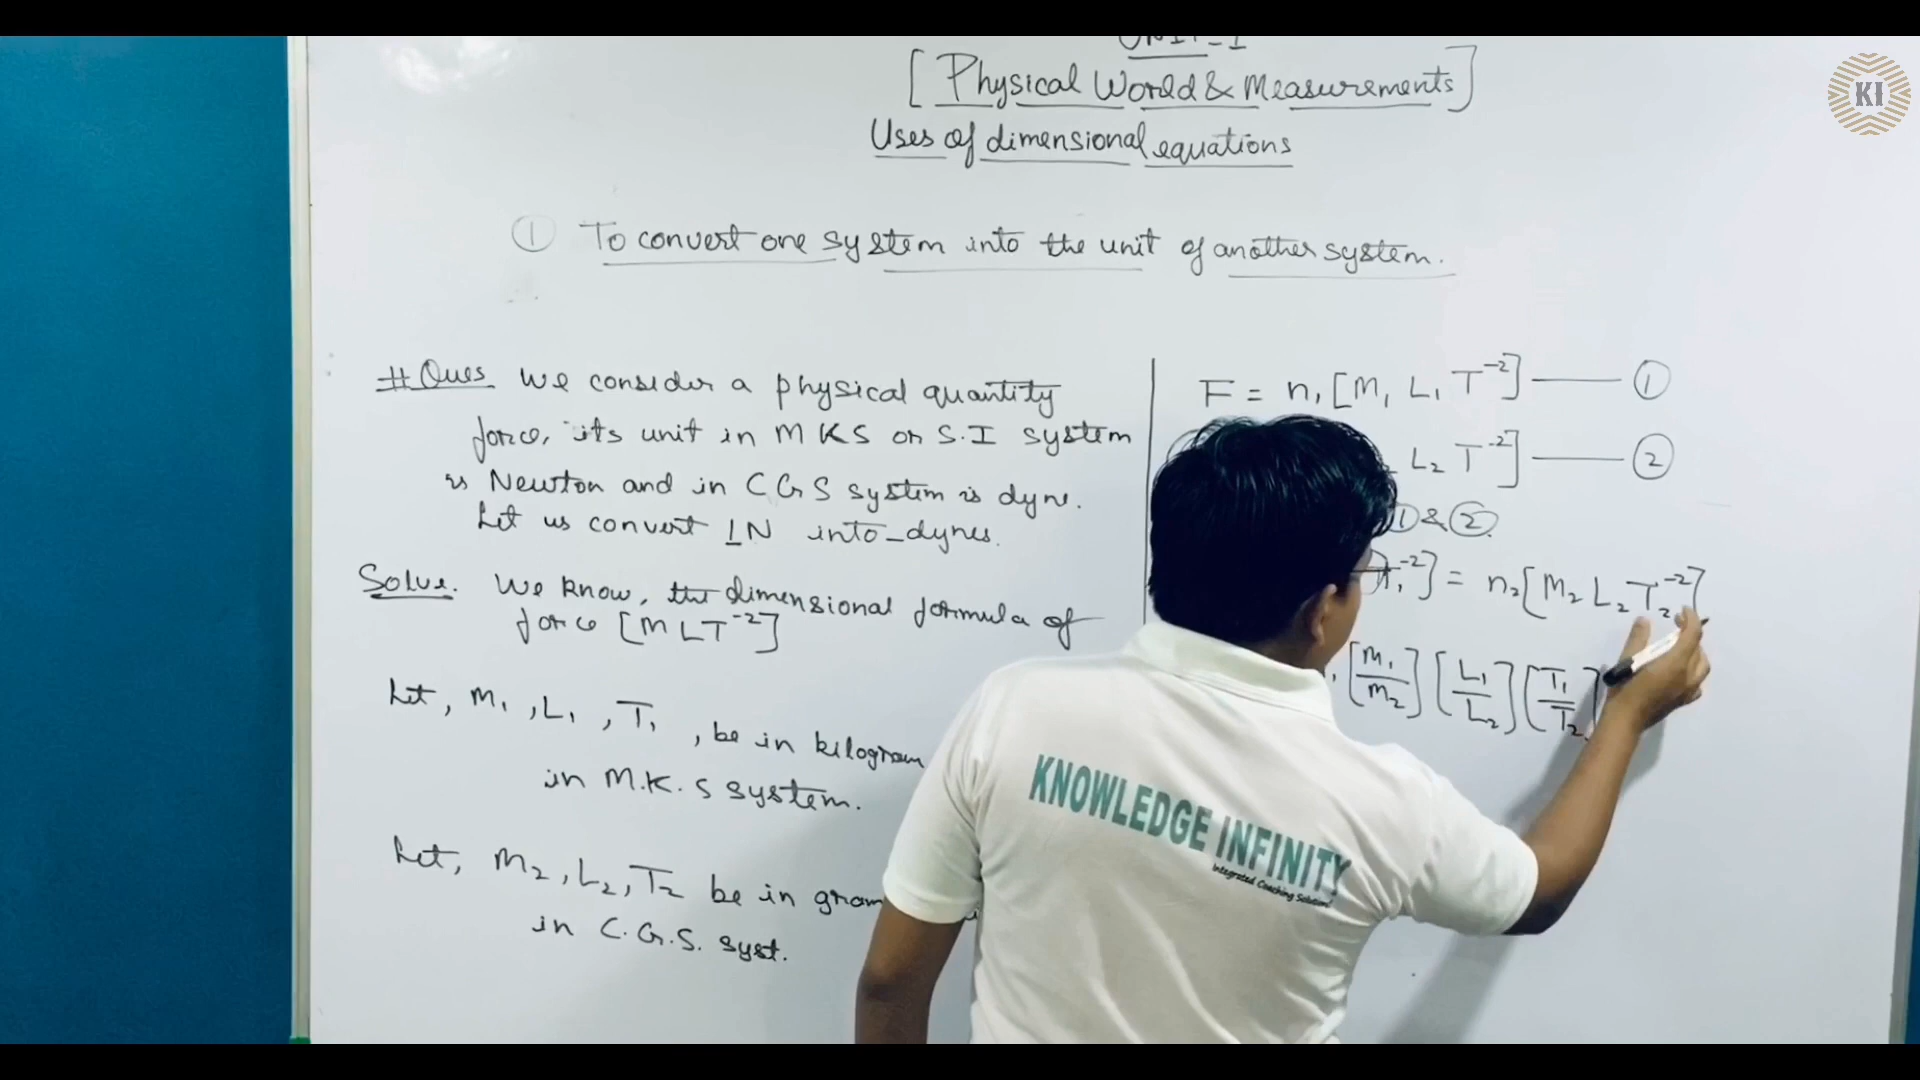 UNIT-I
[Physical World & Measurements]
Uses of dimensional equations
① To convert one system into the unit of another system.
# Ques We consider a physical quantity
force, its unit in MKS or S.I system
is Newton and in CGS system is dyne.
Let us convert 1N into dynes.
Solve. We know, the dimensional formula of
force [MLT⁻²]
Let, M₁, L₁, T₁, be in kilogram
in M.K.S system.
Let, M₂, L₂, T₂ be in gram
in C.G.S. syst.
F = n₁ [M₁ L₁ T⁻²] —— ①
L₂ T⁻²] —— ②
① & ②
T₁⁻²] = n₂ [M₂ L₂ T₂⁻²]
[M₁/M₂] [L₁/L₂] [T₁/T₂]
KI
KNOWLEDGE INFINITY
Integrated Coaching Solution!